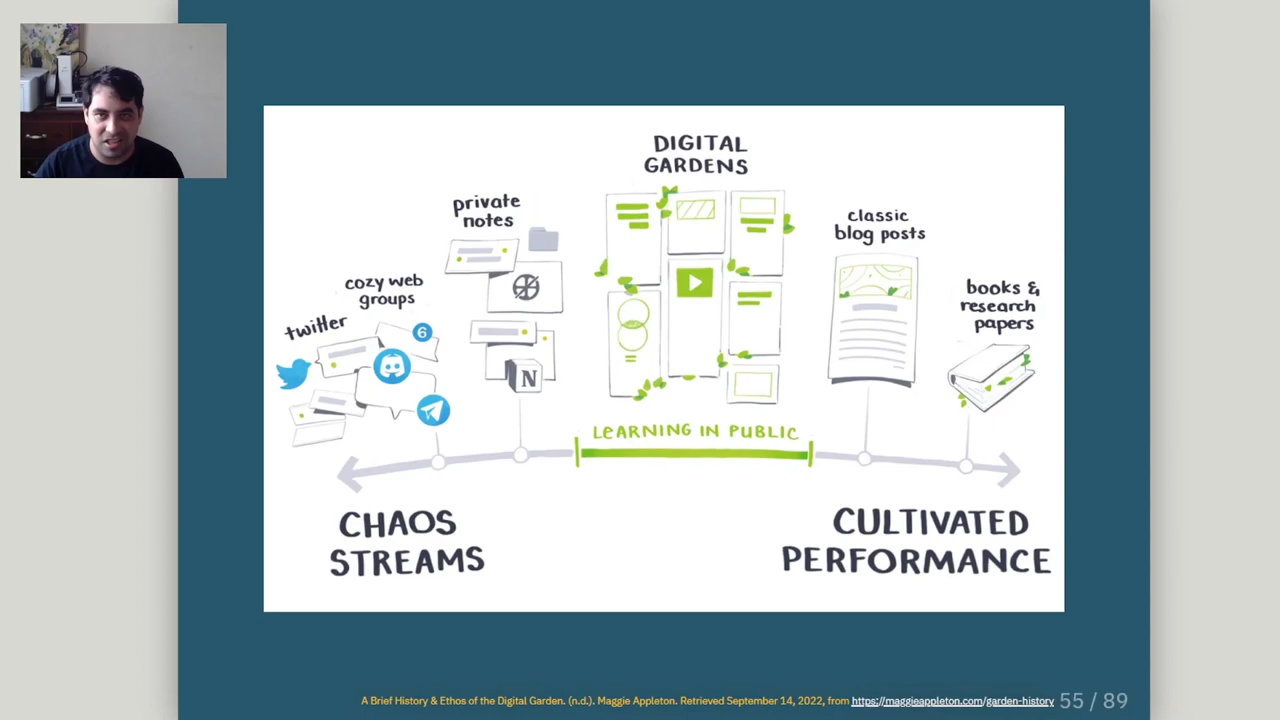 DIGITAL
GARDENS
private
notes
classic
blog posts
cozy web
groups
books &
research
papers
twitter
6
N
LEARNING IN PUBLIC
CHAOS
STREAMS
CULTIVATED
PERFORMANCE
A Brief History & Ethos of the Digital Garden. (n.d.). Maggie Appleton. Retrieved September 14, 2022, from https://maggieappleton.com/garden-history
55 / 89